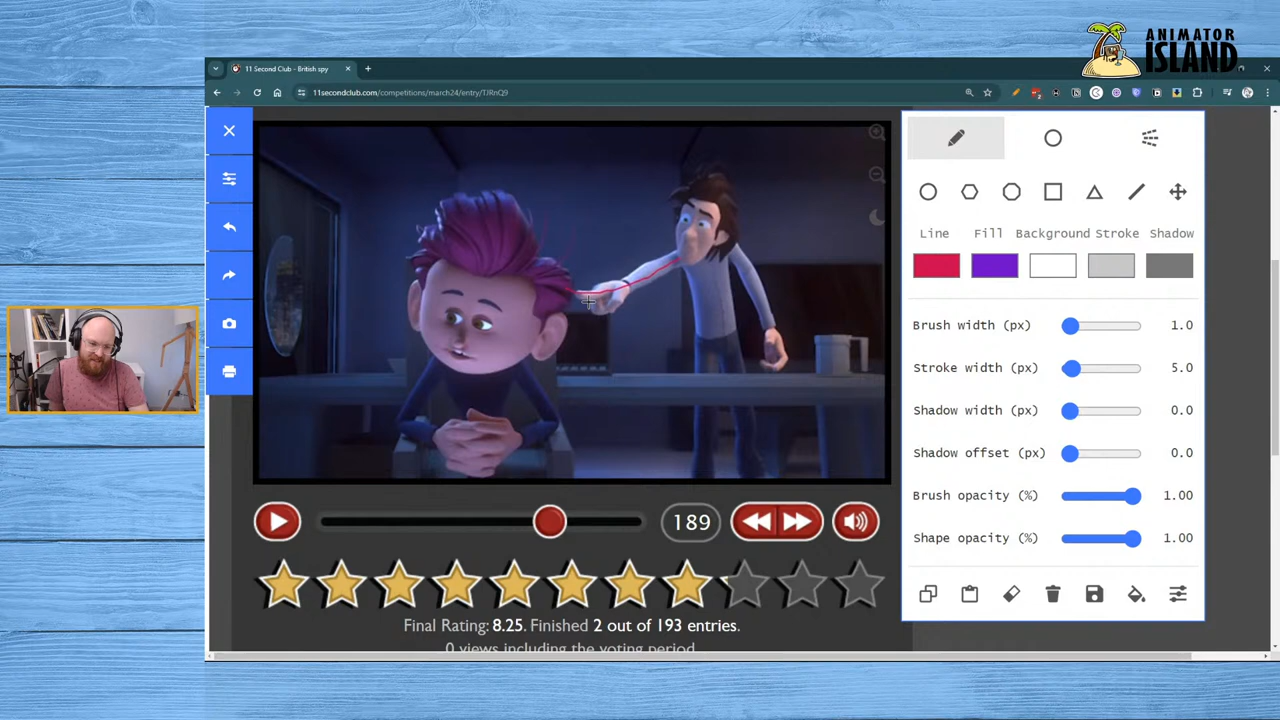 ANIMATOR
ISLAND
11 Second Club - British spy
11secondclub.com/competitions/march24/entry/TJRnQ9
Line Fill Background Stroke Shadow
Brush width (px) 1.0
Stroke width (px) 5.0
Shadow width (px) 0.0
Shadow offset (px) 0.0
Brush opacity (%) 1.00
Shape opacity (%) 1.00
189
Final Rating: 8.25. Finished 2 out of 193 entries.
0 views including the voting period